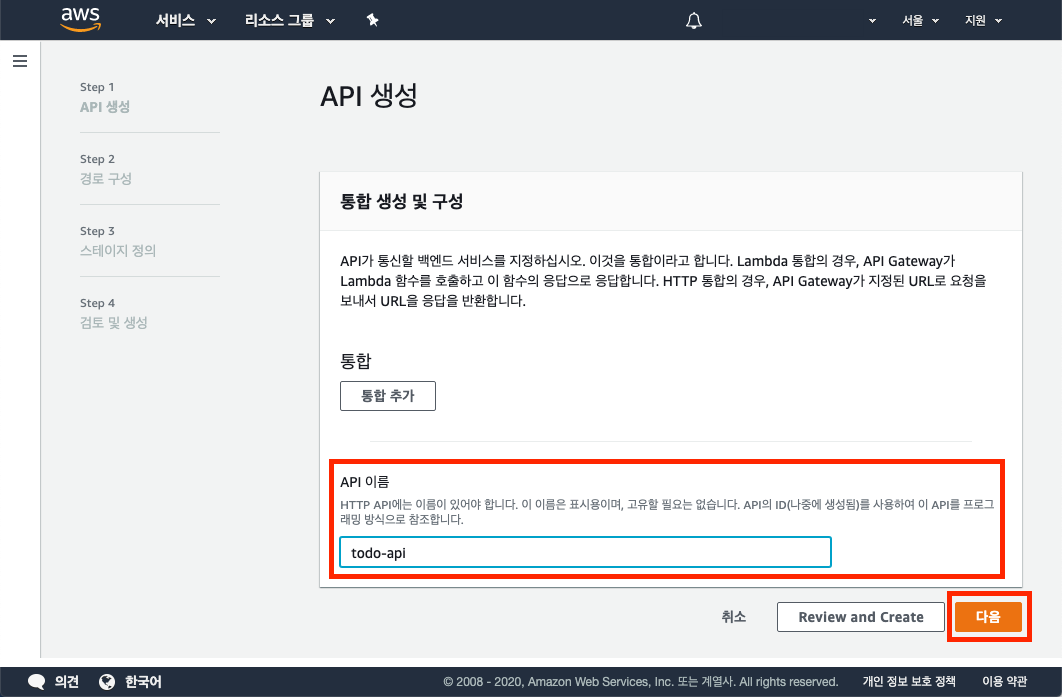 aws 서비스 리소스 그룹 서울 지원
Step 1
API 생성
Step 2
경로 구성
Step 3
스테이지 정의
Step 4
검토 및 생성
API 생성
통합 생성 및 구성
API가 통신할 백엔드 서비스를 지정하십시오. 이것을 통합이라고 합니다. Lambda 통합의 경우, API Gateway가
Lambda 함수를 호출하고 이 함수의 응답으로 응답합니다. HTTP 통합의 경우, API Gateway가 지정된 URL로 요청을
보내서 URL을 응답을 반환합니다.
통합
통합 추가
API 이름
HTTP API에는 이름이 있어야 합니다. 이 이름은 표시용이며, 고유할 필요는 없습니다. API의 ID(나중에 생성됨)를 사용하여 이 API를 프로그
래밍 방식으로 참조합니다.
todo-api
취소 Review and Create 다음
의견 한국어 © 2008 - 2020, Amazon Web Services, Inc. 또는 계열사. All rights reserved. 개인 정보 보호 정책 이용 약관